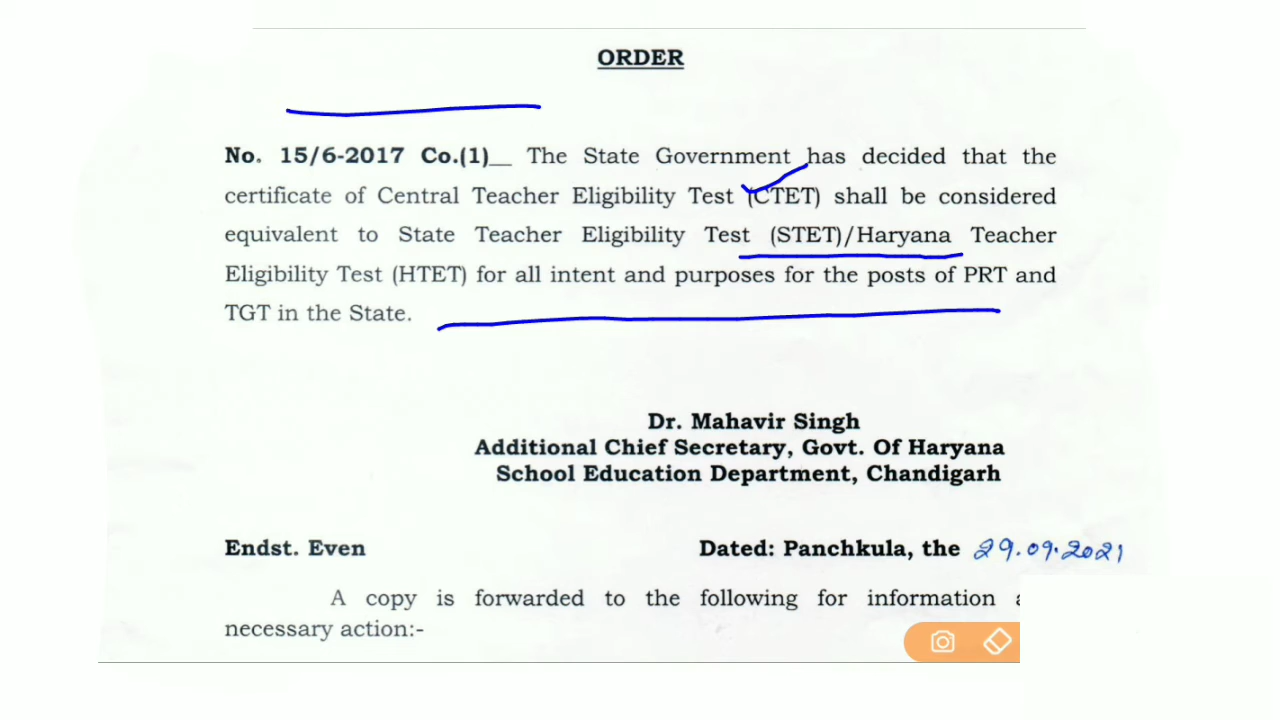 ORDER
No. 15/6-2017 Co.(1)__ The State Government has decided that the
certificate of Central Teacher Eligibility Test (CTET) shall be considered
equivalent to State Teacher Eligibility Test (STET)/Haryana Teacher
Eligibility Test (HTET) for all intent and purposes for the posts of PRT and
TGT in the State.
Dr. Mahavir Singh
Additional Chief Secretary, Govt. Of Haryana
School Education Department, Chandigarh
Endst. Even Dated: Panchkula, the 29.09.2021
A copy is forwarded to the following for information
necessary action:-